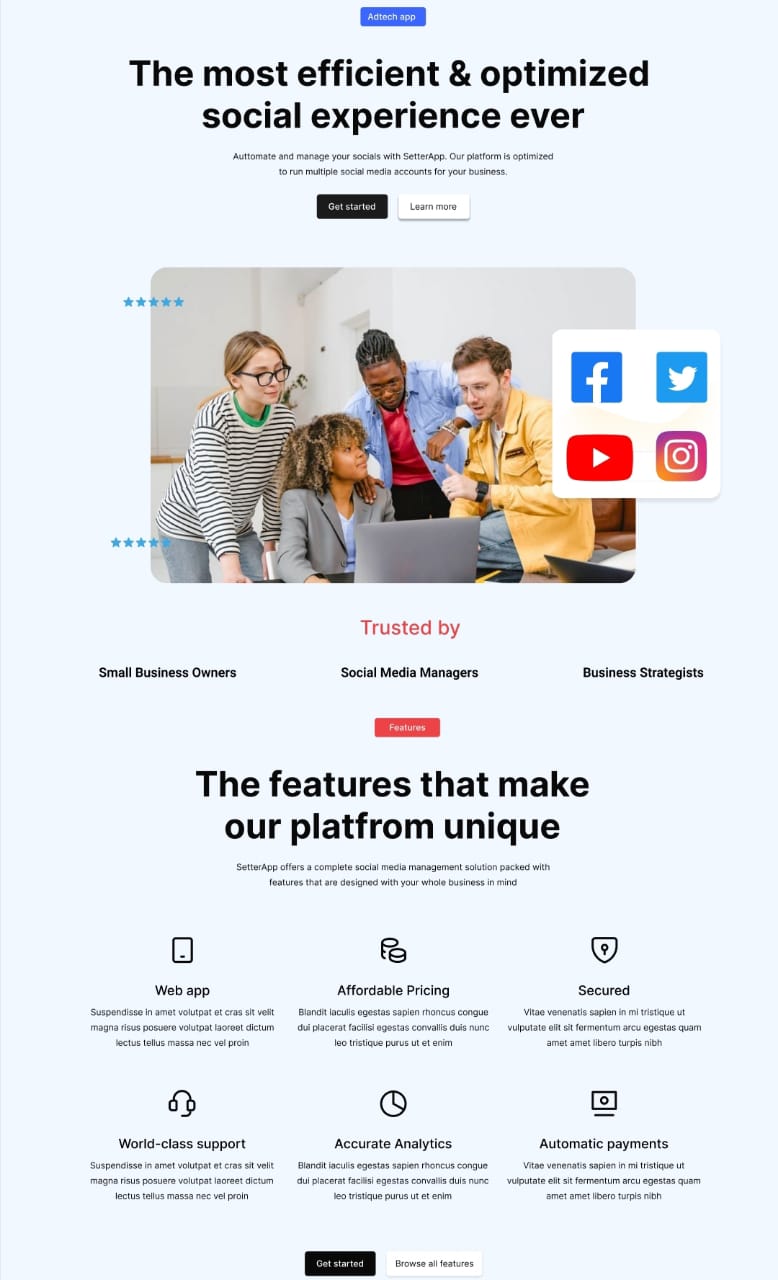 Adtech app
The most efficient & optimized
social experience ever
Auttomate and manage your socials with SetterApp. Our platform is optimized
to run multiple social media accounts for your business.
Get started
Learn more
Trusted by
Small Business Owners
Social Media Managers
Business Strategists
Features
The features that make
our platfrom unique
SetterApp offers a complete social media management solution packed with
features that are designed with your whole business in mind
Web app
Suspendisse in amet volutpat et cras sit velit
magna risus posuere volutpat laoreet dictum
lectus tellus massa nec vel proin
Affordable Pricing
Blandit iaculis egestas sapien rhoncus congue
dui placerat facilisi egestas convallis duis nunc
leo tristique purus ut et enim
Secured
Vitae venenatis sapien in mi tristique ut
vulputate elit sit fermentum arcu egestas quam
amet amet libero turpis nibh
World-class support
Suspendisse in amet volutpat et cras sit velit
magna risus posuere volutpat laoreet dictum
lectus tellus massa nec vel proin
Accurate Analytics
Blandit iaculis egestas sapien rhoncus congue
dui placerat facilisi egestas convallis duis nunc
leo tristique purus ut et enim
Automatic payments
Vitae venenatis sapien in mi tristique ut
vulputate elit sit fermentum arcu egestas quam
amet amet libero turpis nibh
Get started
Browse all features